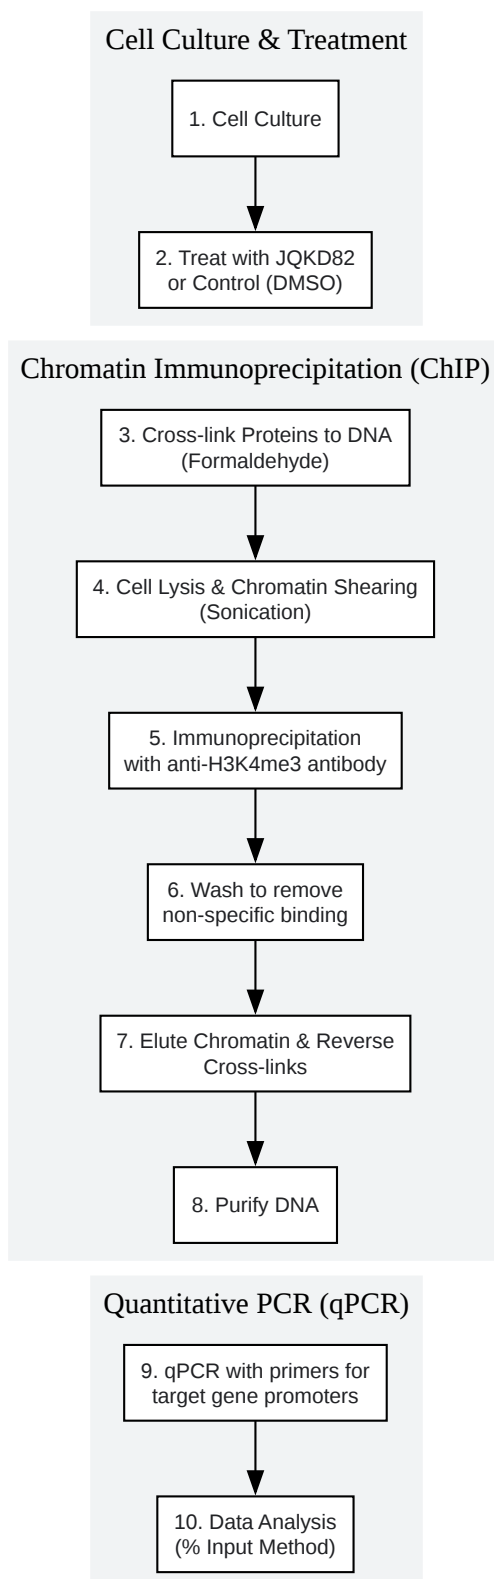 Cell Culture & Treatment
1. Cell Culture
2. Treat with JQKD82
or Control (DMSO)
Chromatin Immunoprecipitation (ChIP)
3. Cross-link Proteins to DNA
(Formaldehyde)
4. Cell Lysis & Chromatin Shearing
(Sonication)
5. Immunoprecipitation
with anti-H3K4me3 antibody
6. Wash to remove
non-specific binding
7. Elute Chromatin & Reverse
Cross-links
8. Purify DNA
Quantitative PCR (qPCR)
9. qPCR with primers for
target gene promoters
10. Data Analysis
(% Input Method)